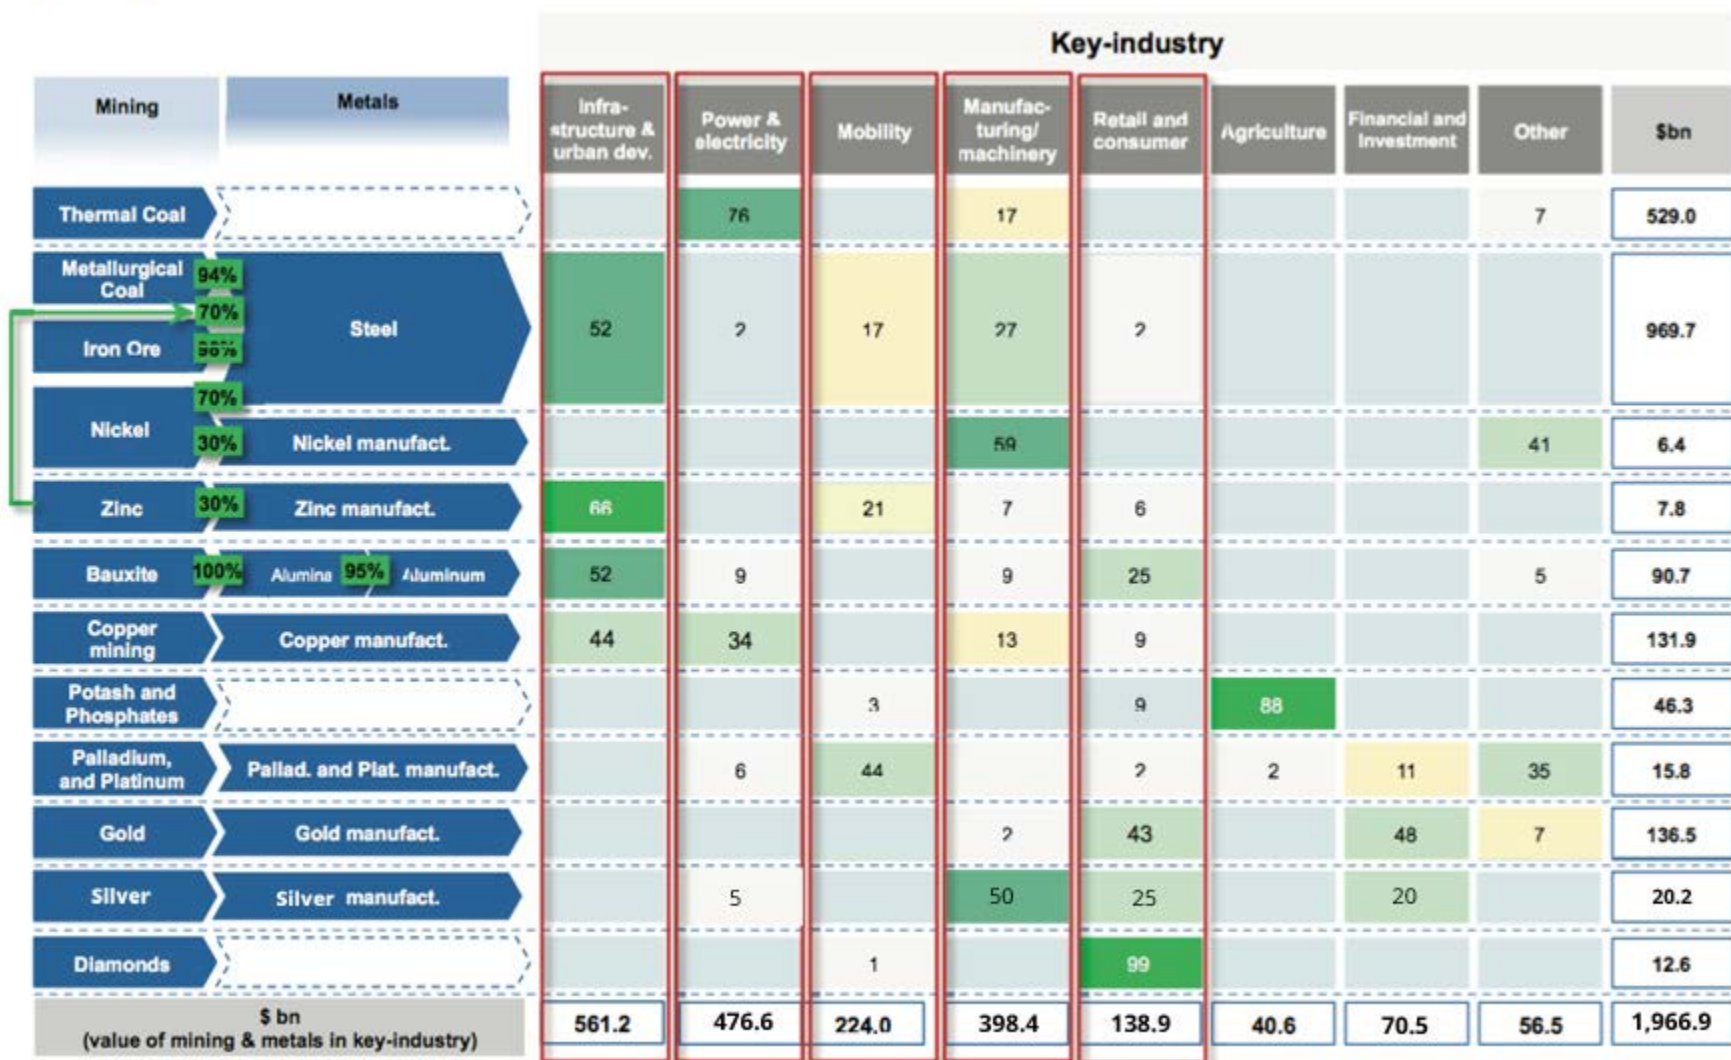 Key-industry
Mining
Metals
Infra-
structure &
urban dev.
Power &
electricity
Mobility
Manufac-
turing/
machinery
Retail and
consumer
Agriculture
Financial and
Investment
Other
$bn
Thermal Coal
76
17
7
529.0
Metallurgical
Coal
94%
70%
Iron Ore
98%
Steel
52
2
17
27
2
969.7
Nickel
70%
30%
Nickel manufact.
59
41
6.4
Zinc
30%
Zinc manufact.
66
21
7
6
7.8
Bauxite
100%
Alumina
95%
Aluminum
52
9
9
25
5
90.7
Copper
mining
Copper manufact.
44
34
13
9
131.9
Potash and
Phosphates
3
9
88
46.3
Palladium,
and Platinum
Pallad. and Plat. manufact.
6
44
2
2
11
35
15.8
Gold
Gold manufact.
2
43
48
7
136.5
Silver
Silver manufact.
5
50
25
20
20.2
Diamonds
1
99
12.6
$ bn
(value of mining & metals in key-industry)
561.2
476.6
224.0
398.4
138.9
40.6
70.5
56.5
1,966.9